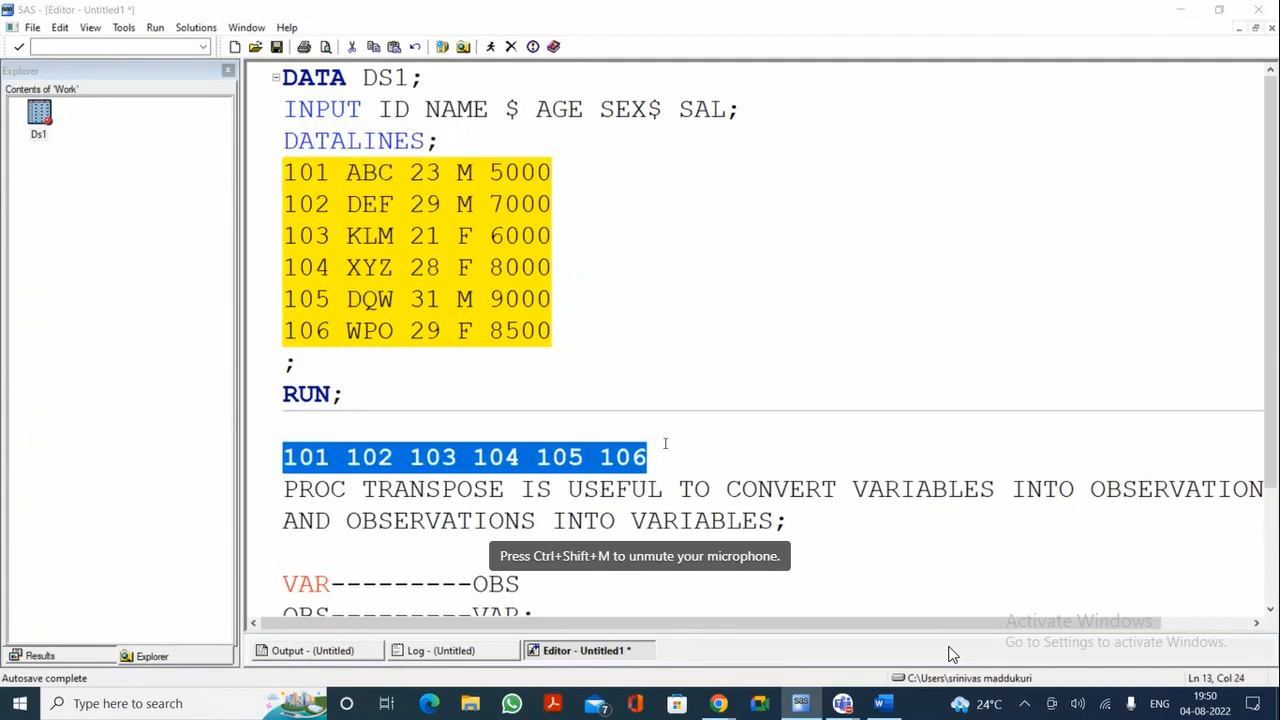 SAS - [Editor - Untitled1 *]
File Edit View Tools Run Solutions Window Help
Explorer
Contents of 'Work'
Ds1
DATA DS1;
INPUT ID NAME $ AGE SEX$ SAL;
DATALINES;
101 ABC 23 M 5000
102 DEF 29 M 7000
103 KLM 21 F 6000
104 XYZ 28 F 8000
105 DQW 31 M 9000
106 WPO 29 F 8500
;
RUN;
101 102 103 104 105 106
PROC TRANSPOSE IS USEFUL TO CONVERT VARIABLES INTO OBSERVATION
AND OBSERVATIONS INTO VARIABLES;
Press Ctrl+Shift+M to unmute your microphone.
VAR---------OBS
OBS---------VAR;
Activate Windows
Go to Settings to activate Windows.
Results Explorer
Output - (Untitled) Log - (Untitled) Editor - Untitled1 *
Autosave complete
C:\Users\srinivas maddukuri
Ln 13, Col 24
Type here to search
7
sas
24°C
ENG
19:50
04-08-2022